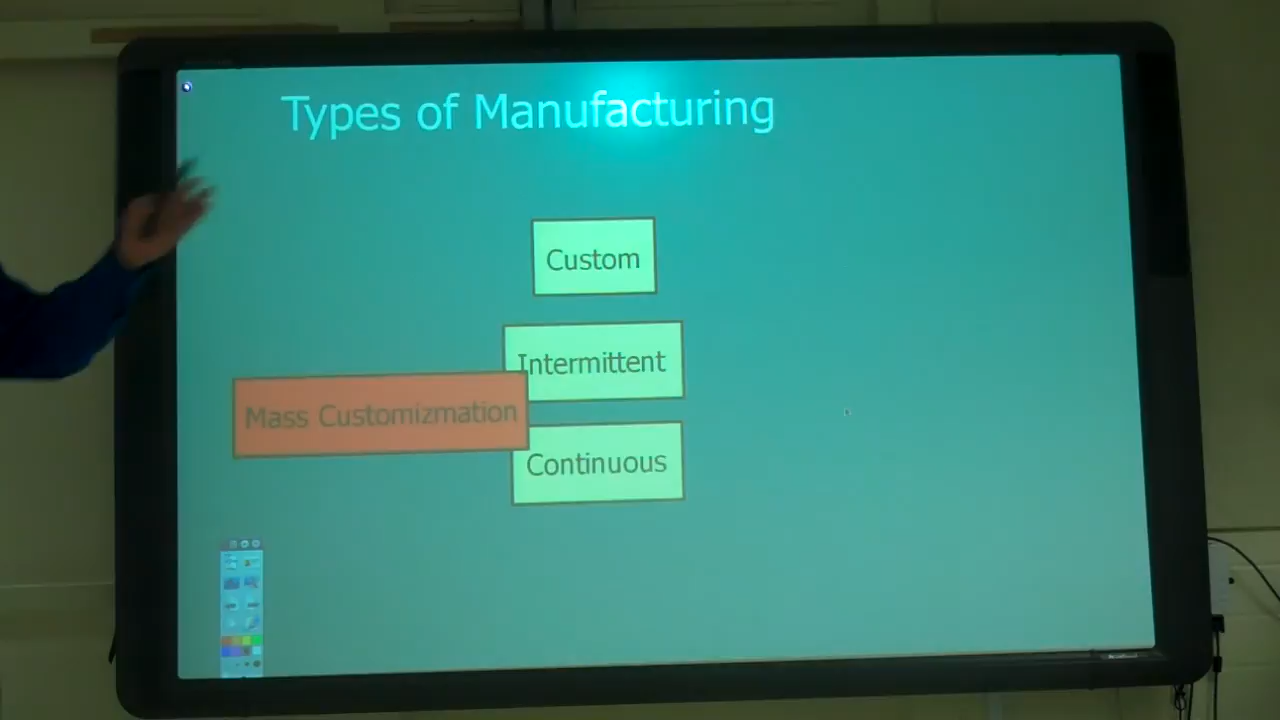 Types of Manufacturing
Custom
Intermittent
Mass Customizmation
Continuous